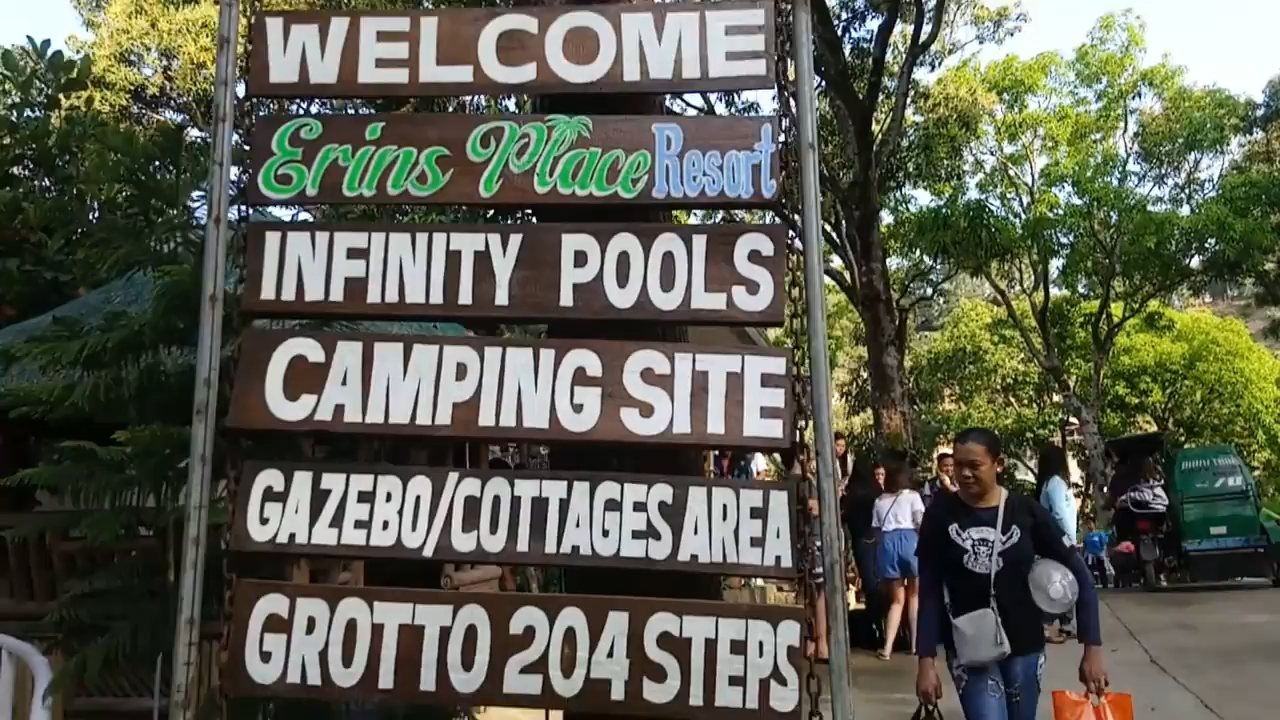 WELCOME
Erins Place Resort
INFINITY POOLS
CAMPING SITE
GAZEBO/COTTAGES AREA
GROTTO 204 STEPS